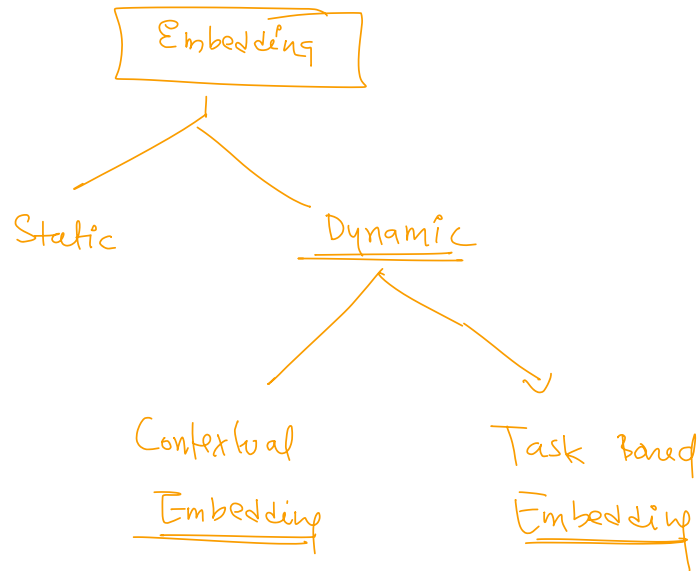 Embedding
Static
Dynamic
Contextual
Embedding
Task Based
Embedding